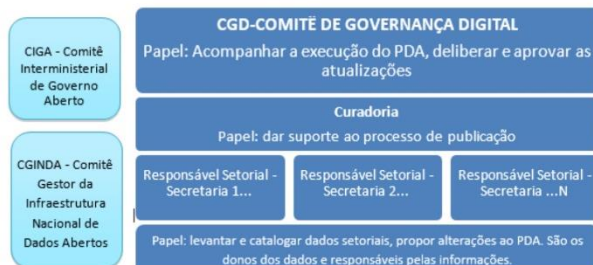 CIGA - Comitê
Interministerial
de Governo
Aberto
CGINDA - Comitê
Gestor da
Infraestrutura
Nacional de
Dados Abertos
CGD-COMITÊ DE GOVERNANÇA DIGITAL
Papel: Acompanhar a execução do PDA, deliberar e aprovar as
atualizações
Curadoria
Papel: dar suporte ao processo de publicação
Responsável Setorial -
Secretaria 1...
Responsável Setorial -
Secretaria 2...
Responsável Setorial -
Secretaria ...N
Papel: levantar e catalogar dados setoriais, propor alterações ao PDA. São os
donos dos dados e responsáveis pelas informações.